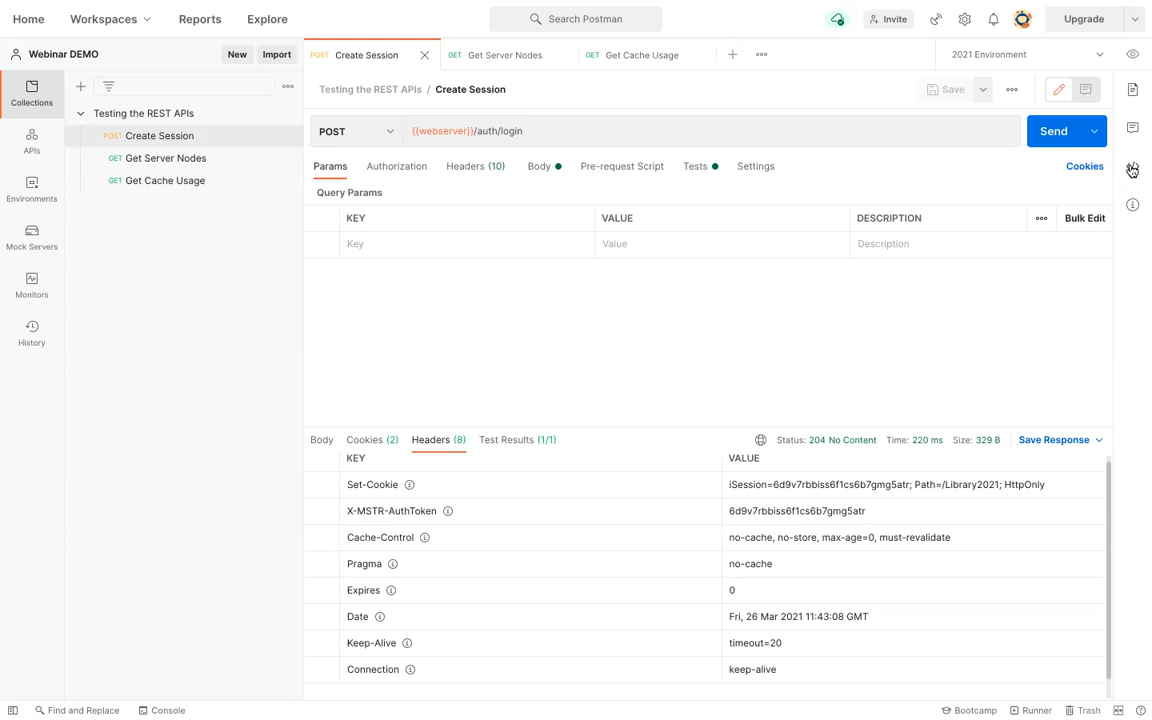 Home Workspaces Reports Explore Search Postman Invite Upgrade
Webinar DEMO New Import POST Create Session GET Get Server Nodes GET Get Cache Usage 2021 Environment
Collections
APIs
Environments
Mock Servers
Monitors
History
Testing the REST APIs
POST Create Session
GET Get Server Nodes
GET Get Cache Usage
Testing the REST APIs / Create Session Save
POST {{webserver}}/auth/login Send
Params Authorization Headers (10) Body Pre-request Script Tests Settings Cookies
Query Params
KEY VALUE DESCRIPTION Bulk Edit
Key Value Description
Body Cookies (2) Headers (8) Test Results (1/1) Status: 204 No Content Time: 220 ms Size: 329 B Save Response
KEY VALUE
Set-Cookie iSession=6d9v7rbbiss6f1cs6b7gmg5atr; Path=/Library2021; HttpOnly
X-MSTR-AuthToken 6d9v7rbbiss6f1cs6b7gmg5atr
Cache-Control no-cache, no-store, max-age=0, must-revalidate
Pragma no-cache
Expires 0
Date Fri, 26 Mar 2021 11:43:08 GMT
Keep-Alive timeout=20
Connection keep-alive
Find and Replace Console Bootcamp Runner Trash